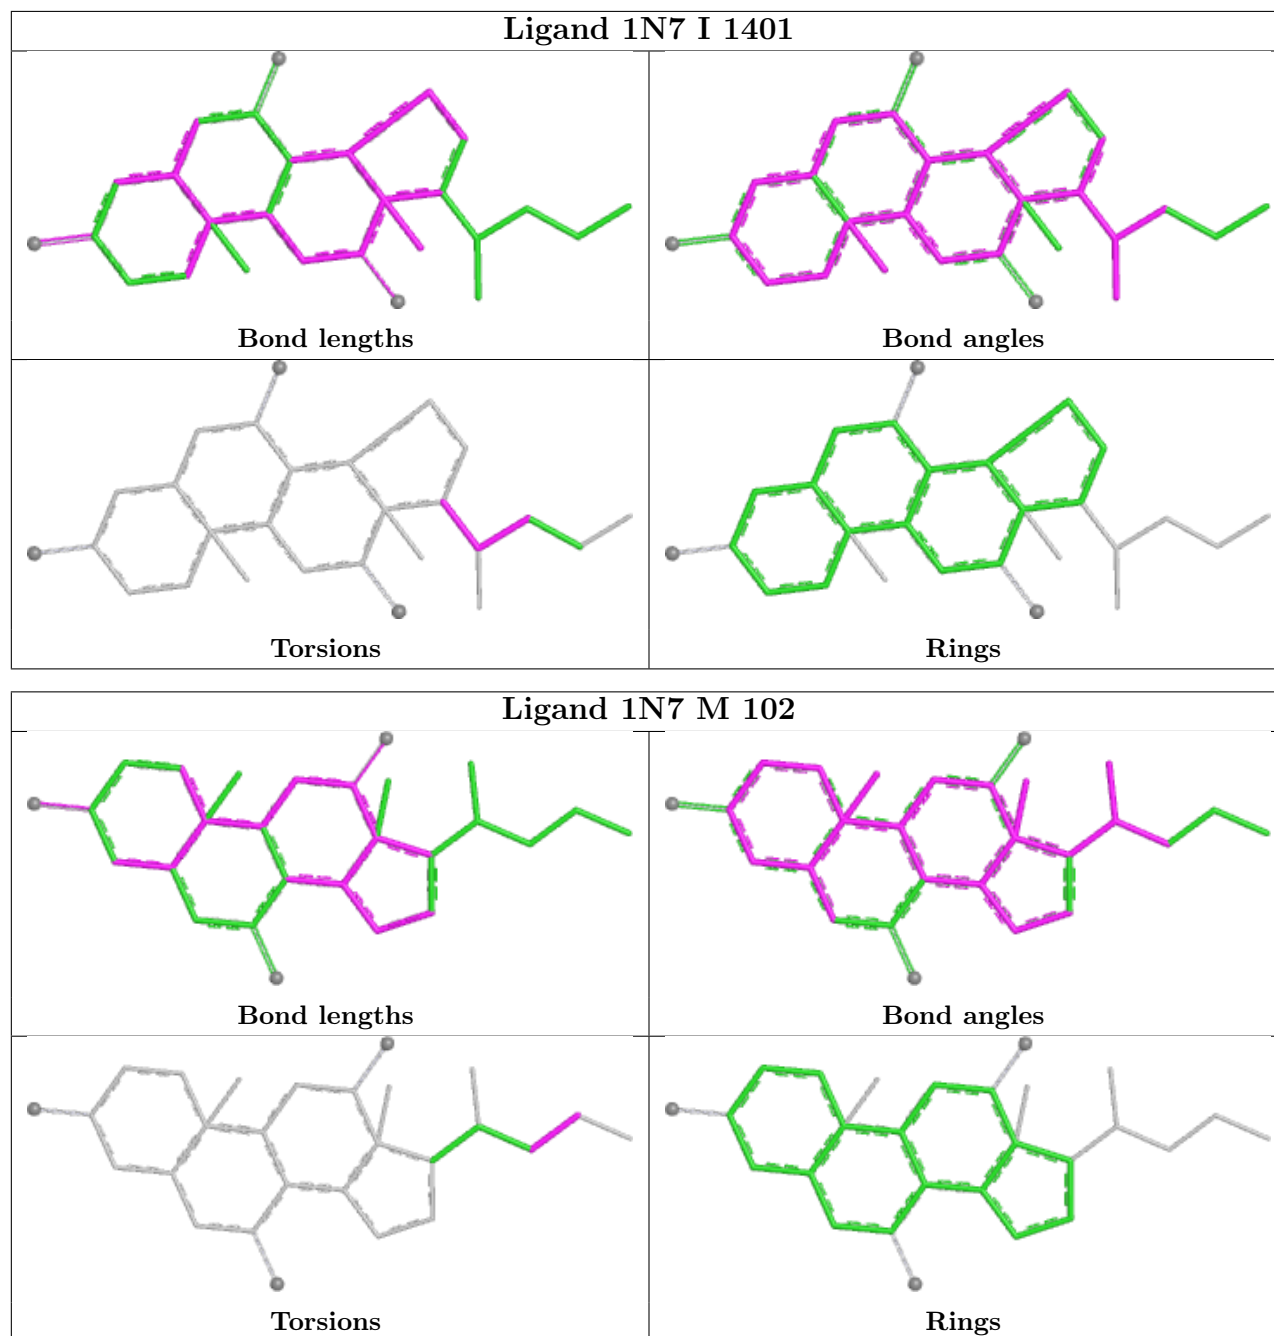 Ligand 1N7 I 1401
Bond lengths
Bond angles
Torsions
Rings
Ligand 1N7 M 102
Bond lengths
Bond angles
Torsions
Rings